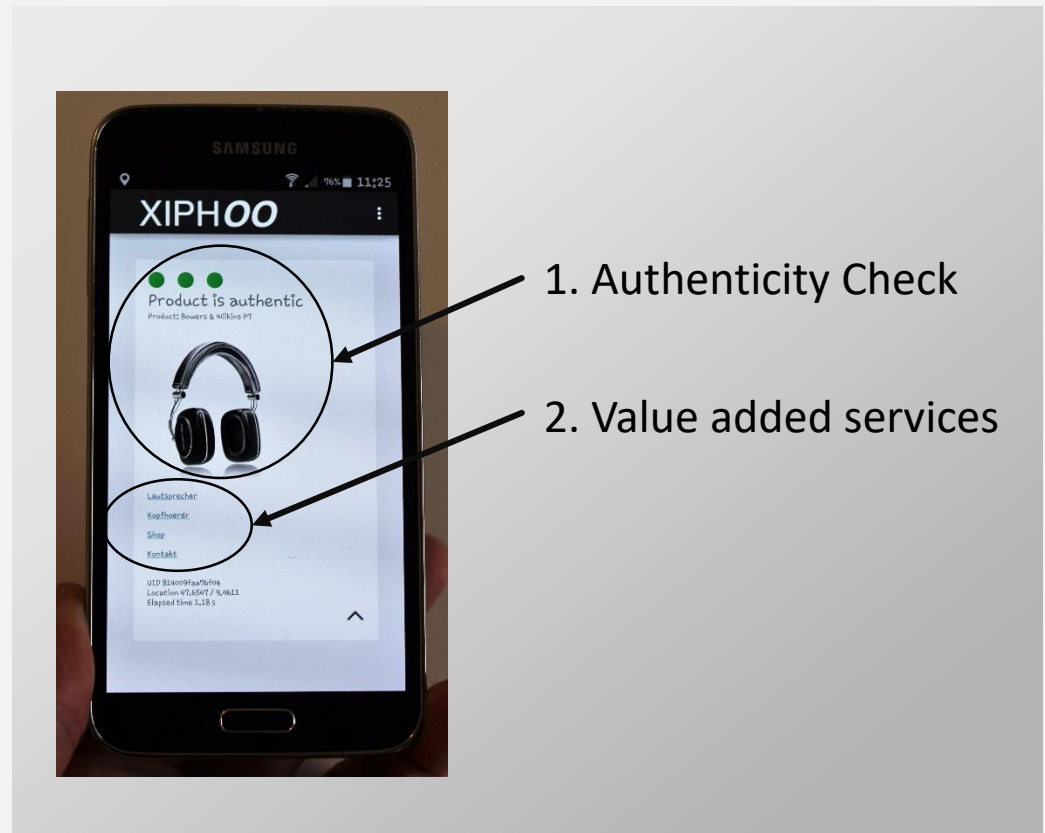 SAMSUNG
76% 11:25
XIPHOO
Product is authentic
Product: Bowers & Wilkins P7
Lautsprecher
Kopfhoerer
Shop
Kontakt
UID 814009faa76f04
Location 47.6547 / 9.4611
Elapsed time 1.18 s
1. Authenticity Check
2. Value added services